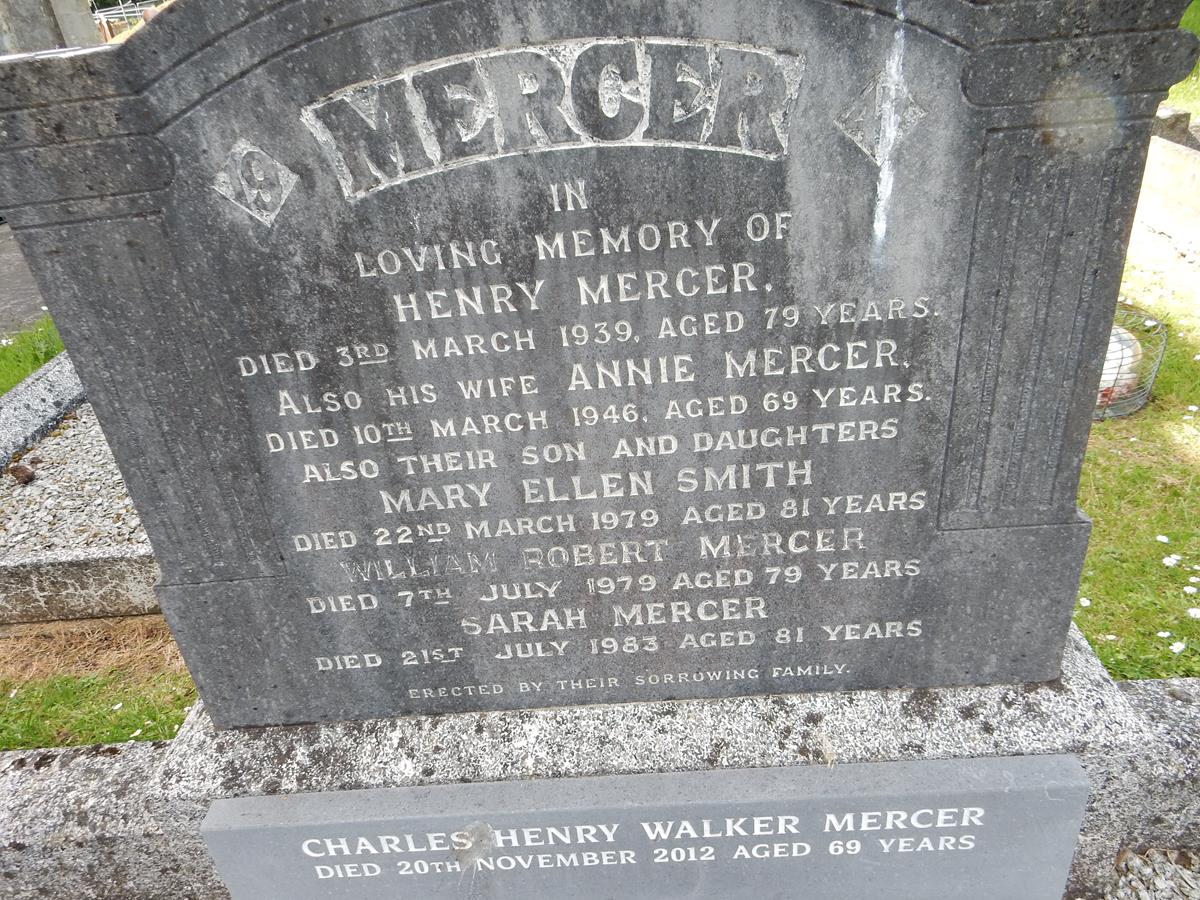 MERCER
IN
LOVING MEMORY OF
HENRY MERCER,
DIED 3RD MARCH 1939, AGED 79 YEARS.
ALSO HIS WIFE ANNIE MERCER,
DIED 10TH MARCH 1946, AGED 69 YEARS.
ALSO THEIR SON AND DAUGHTERS
MARY ELLEN SMITH
DIED 22ND MARCH 1979 AGED 81 YEARS
WILLIAM ROBERT MERCER
DIED 7TH JULY 1979 AGED 79 YEARS
SARAH MERCER
DIED 21ST JULY 1983 AGED 81 YEARS
ERECTED BY THEIR SORROWING FAMILY.
CHARLES HENRY WALKER MERCER
DIED 20TH NOVEMBER 2012 AGED 69 YEARS